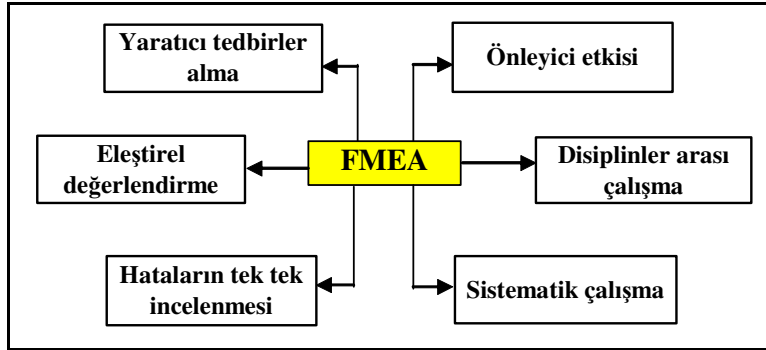 Yaratıcı tedbirler
alma
Önleyici etkisi
Eleştirel
değerlendirme
FMEA
Disiplinler arası
çalışma
Hataların tek tek
incelenmesi
Sistematik çalışma